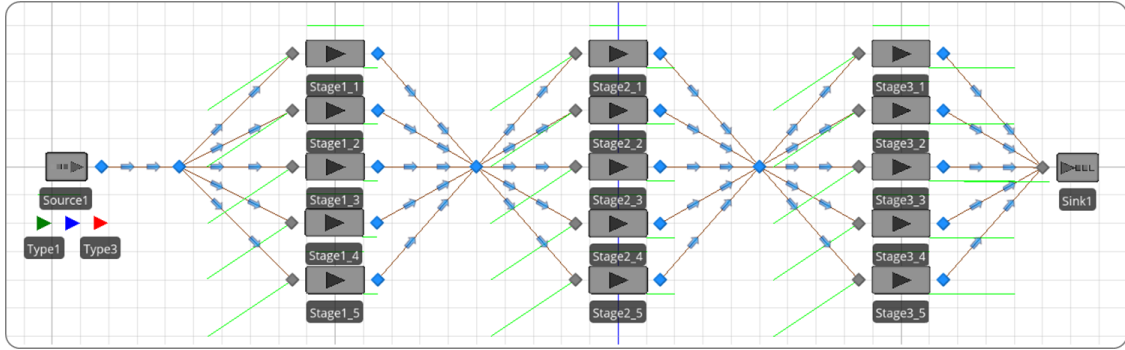 Stage1_1
Stage2_1
Stage3_1
Stage1_2
Stage2_2
Stage3_2
Source1
Stage1_3
Stage2_3
Stage3_3
Sink1
Type1
Type3
Stage1_4
Stage2_4
Stage3_4
Stage1_5
Stage2_5
Stage3_5